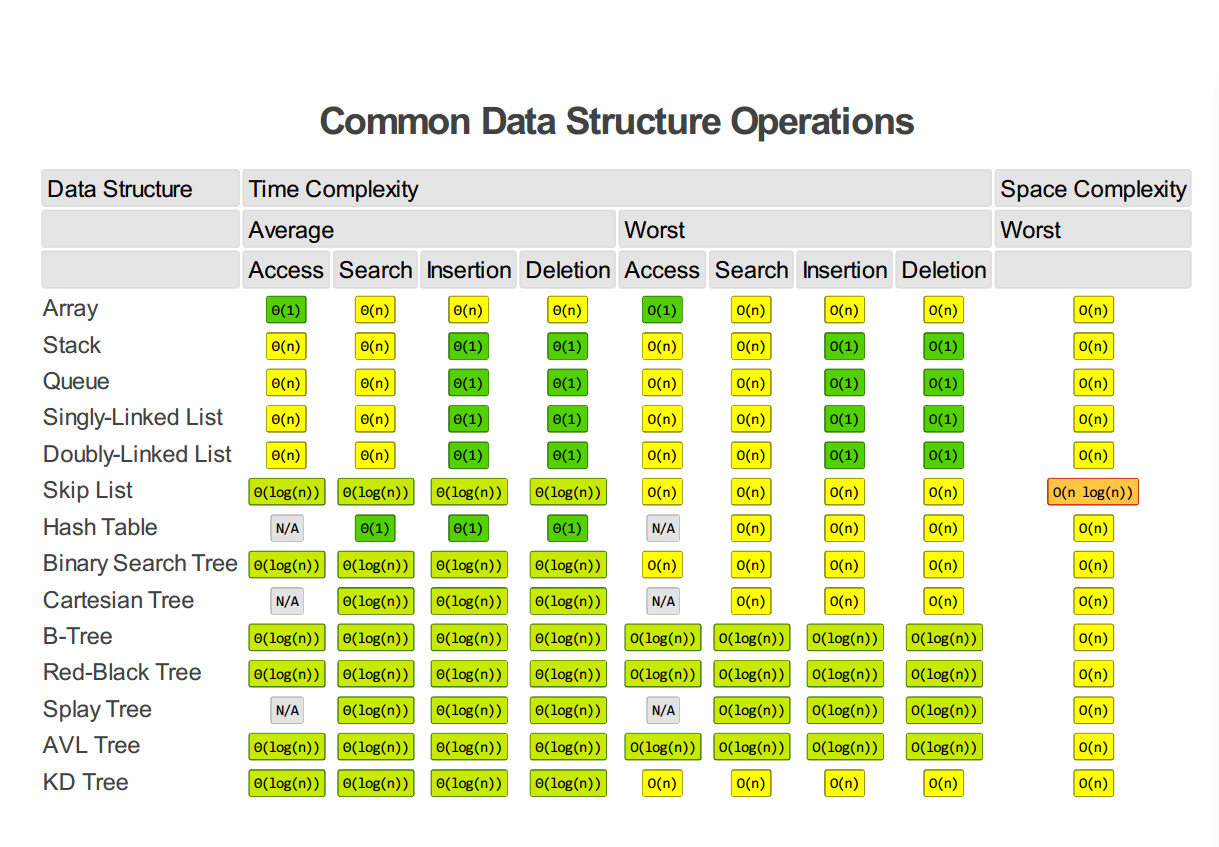 Common Data Structure Operations
Data Structure Time Complexity Space Complexity
Average Worst Worst
Access Search Insertion Deletion Access Search Insertion Deletion
Array Θ(1) Θ(n) Θ(n) Θ(n) O(1) O(n) O(n) O(n) O(n)
Stack Θ(n) Θ(n) Θ(1) Θ(1) O(n) O(n) O(1) O(1) O(n)
Queue Θ(n) Θ(n) Θ(1) Θ(1) O(n) O(n) O(1) O(1) O(n)
Singly-Linked List Θ(n) Θ(n) Θ(1) Θ(1) O(n) O(n) O(1) O(1) O(n)
Doubly-Linked List Θ(n) Θ(n) Θ(1) Θ(1) O(n) O(n) O(1) O(1) O(n)
Skip List Θ(log(n)) Θ(log(n)) Θ(log(n)) Θ(log(n)) O(n) O(n) O(n) O(n) O(n log(n))
Hash Table N/A Θ(1) Θ(1) Θ(1) N/A O(n) O(n) O(n) O(n)
Binary Search Tree Θ(log(n)) Θ(log(n)) Θ(log(n)) Θ(log(n)) O(n) O(n) O(n) O(n) O(n)
Cartesian Tree N/A Θ(log(n)) Θ(log(n)) Θ(log(n)) N/A O(n) O(n) O(n) O(n)
B-Tree Θ(log(n)) Θ(log(n)) Θ(log(n)) Θ(log(n)) O(log(n)) O(log(n)) O(log(n)) O(log(n)) O(n)
Red-Black Tree Θ(log(n)) Θ(log(n)) Θ(log(n)) Θ(log(n)) O(log(n)) O(log(n)) O(log(n)) O(log(n)) O(n)
Splay Tree N/A Θ(log(n)) Θ(log(n)) Θ(log(n)) N/A O(log(n)) O(log(n)) O(log(n)) O(n)
AVL Tree Θ(log(n)) Θ(log(n)) Θ(log(n)) Θ(log(n)) O(log(n)) O(log(n)) O(log(n)) O(log(n)) O(n)
KD Tree Θ(log(n)) Θ(log(n)) Θ(log(n)) Θ(log(n)) O(n) O(n) O(n) O(n) O(n)